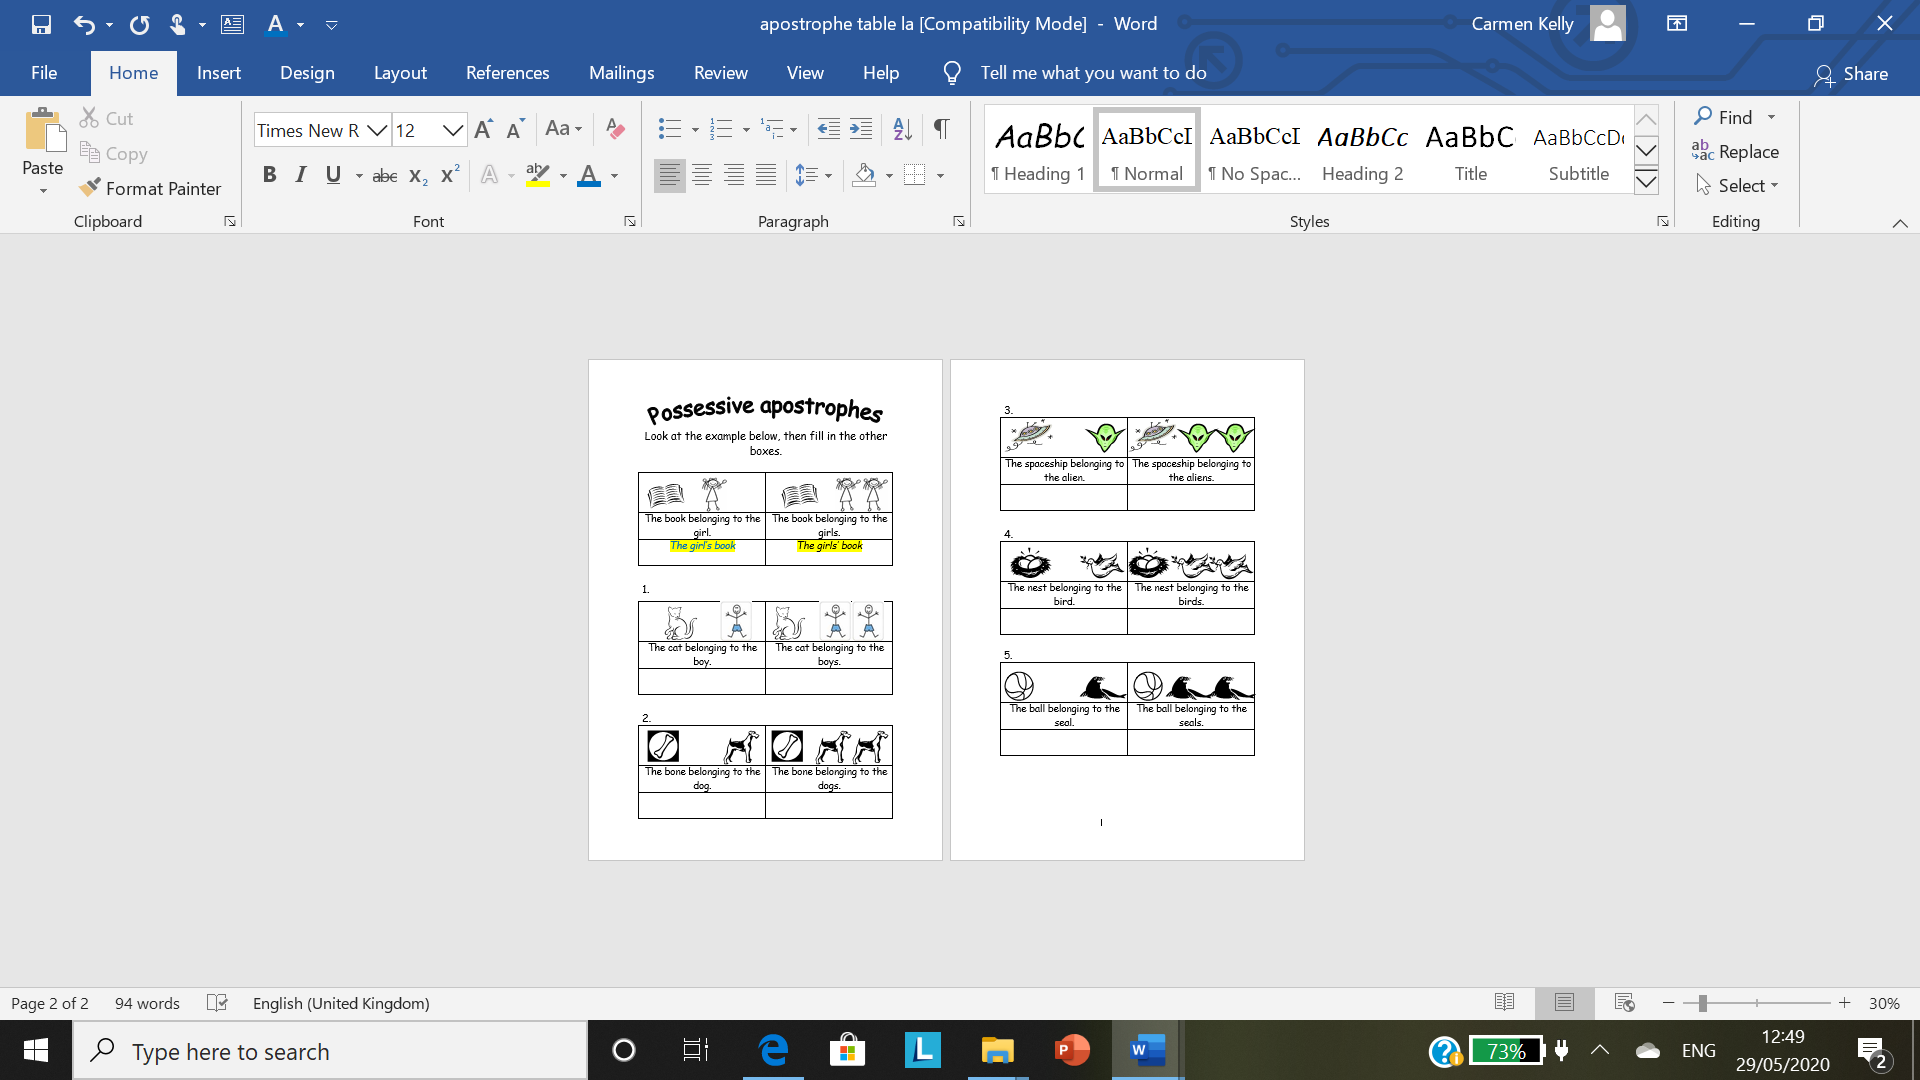 apostrophe table la [Compatibility Mode] - Word
Carmen Kelly
File Home Insert Design Layout References Mailings Review View Help Tell me what you want to do Share
Paste
Cut
Copy
Format Painter
Clipboard
Times New R 12
Aa
B I U abc X2 X2
Font
Paragraph
AaBbC AaBbCcI AaBbCcI AaBbCc AaBbC AaBbCcD
¶ Heading 1 ¶ Normal ¶ No Spac... Heading 2 Title Subtitle
Styles
Find
Replace
Select
Editing
Possessive apostrophes
Look at the example below, then fill in the other
boxes.
The book belonging to the girl. The book belonging to the girls.
The girl's book The girls' book
1.
The cat belonging to the boy. The cat belonging to the boys.
2.
The bone belonging to the dog. The bone belonging to the dogs.
3.
The spaceship belonging to the alien. The spaceship belonging to the aliens.
4.
The nest belonging to the bird. The nest belonging to the birds.
5.
The ball belonging to the seal. The ball belonging to the seals.
Page 2 of 2 94 words English (United Kingdom) 30%
Type here to search
73% ENG 12:49
29/05/2020
2